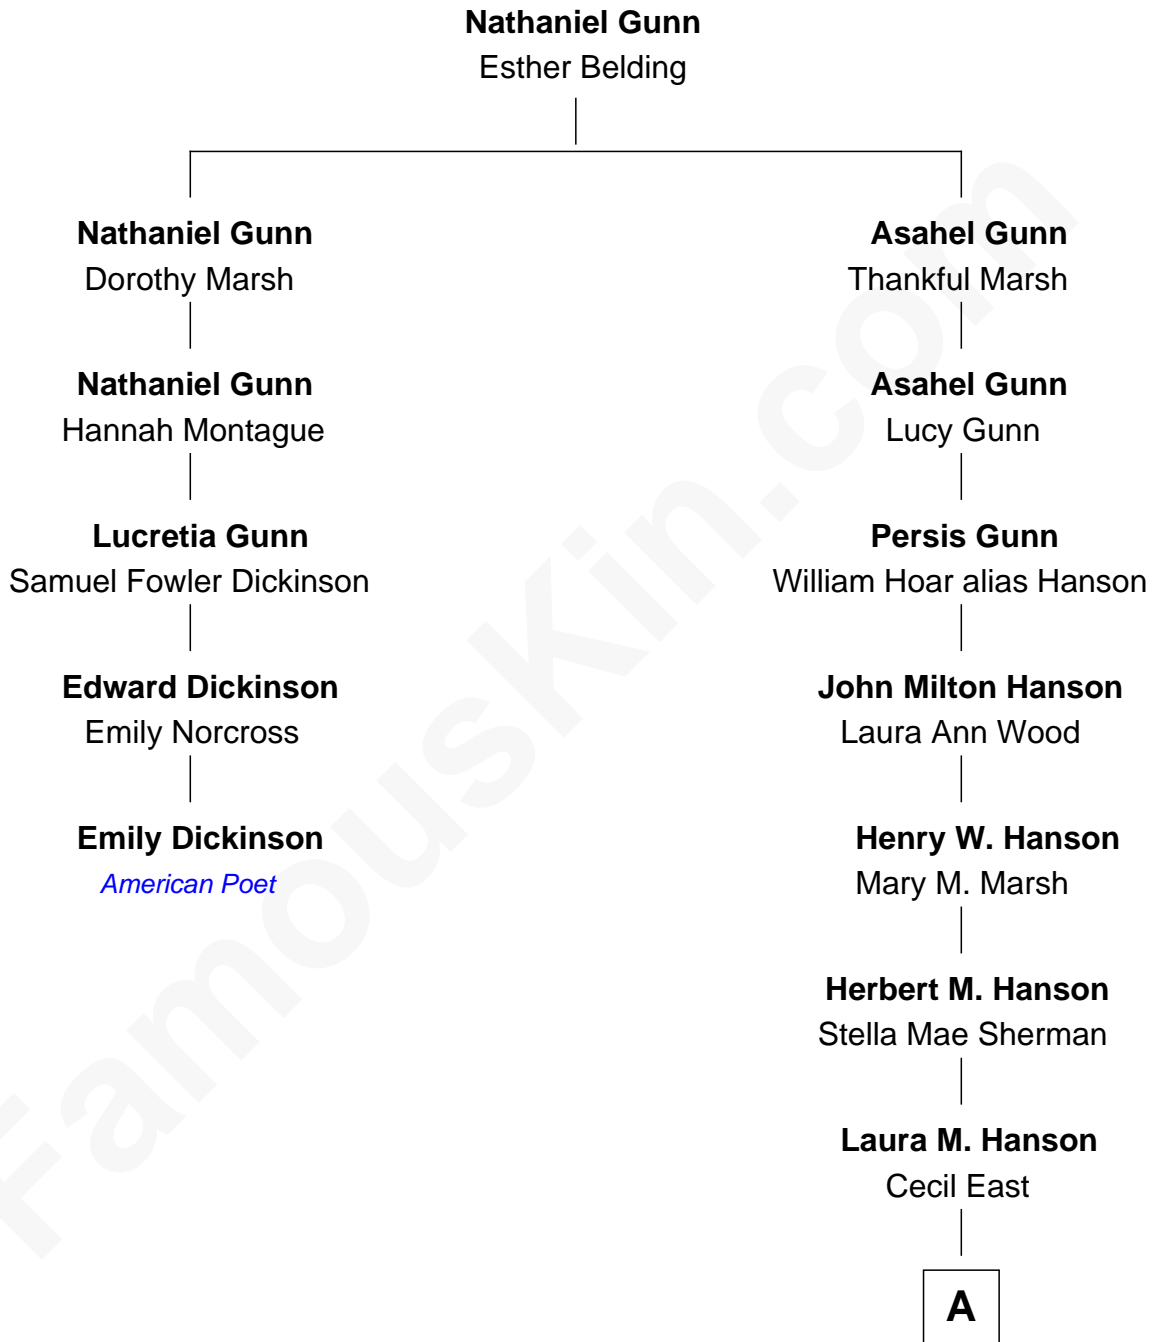 Nathaniel Gunn
Esther Belding
Nathaniel Gunn
Dorothy Marsh
Nathaniel Gunn
Hannah Montague
Lucretia Gunn
Samuel Fowler Dickinson
Edward Dickinson
Emily Norcross
Emily Dickinson
American Poet
Asahel Gunn
Thankful Marsh
Asahel Gunn
Lucy Gunn
Persis Gunn
William Hoar alias Hanson
John Milton Hanson
Laura Ann Wood
Henry W. Hanson
Mary M. Marsh
Herbert M. Hanson
Stella Mae Sherman
Laura M. Hanson
Cecil East
A
FamousKin.com